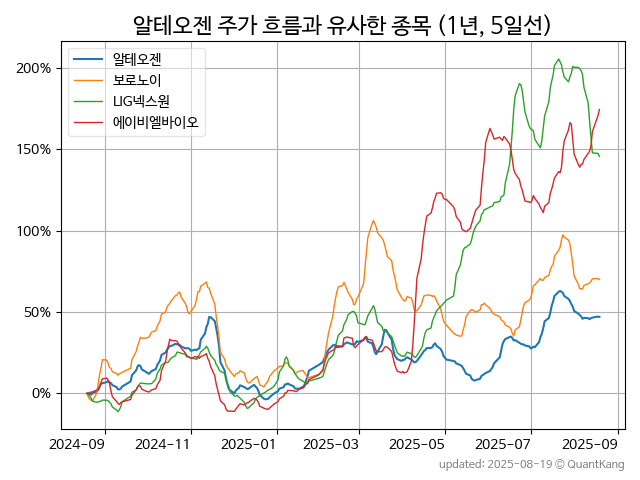 알테오젠 주가 흐름과 유사한 종목 (1년, 5일선)
알테오젠
보로노이
LIG넥스원
에이비엘바이오
200%
150%
100%
50%
0%
2024-09 2024-11 2025-01 2025-03 2025-05 2025-07 2025-09
updated: 2025-08-19 © QuantKang